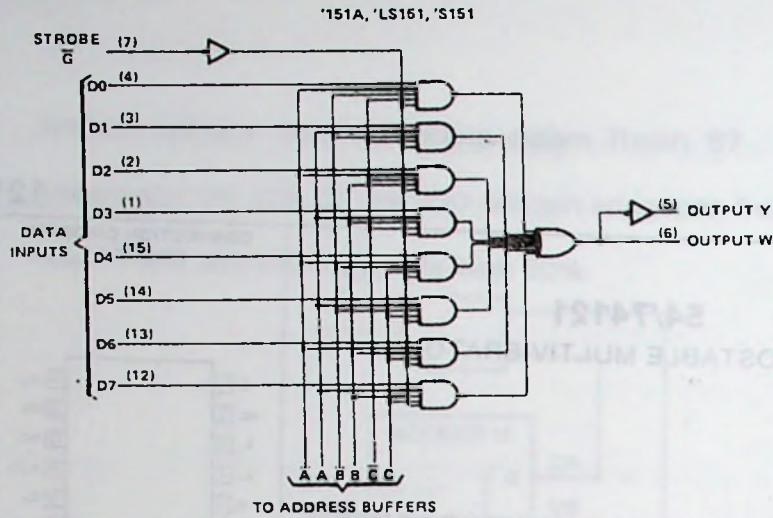 '151A, 'LS151, 'S151
STROBE
G̅ (7)
D0 (4)
D1 (3)
D2 (2)
D3 (1)
DATA
INPUTS
D4 (15)
D5 (14)
D6 (13)
D7 (12)
(5) OUTPUT Y
(6) OUTPUT W
A̅ A B̅ B C̅ C
TO ADDRESS BUFFERS
54/74121